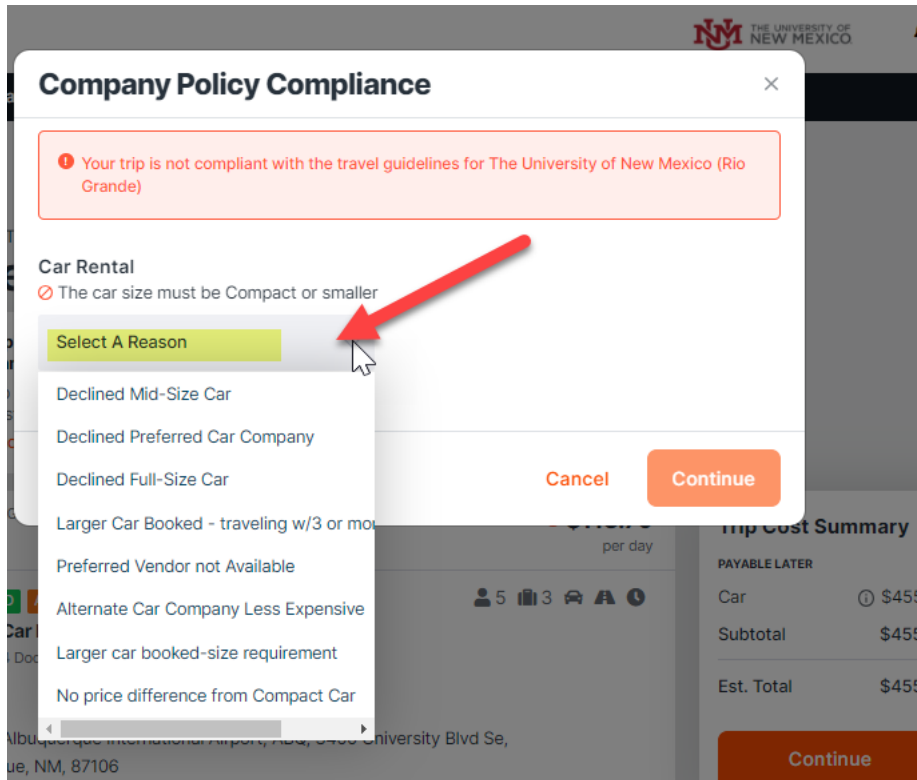 THE UNIVERSITY OF
NEW MEXICO
Company Policy Compliance
Your trip is not compliant with the travel guidelines for The University of New Mexico (Rio
Grande)
Car Rental
The car size must be Compact or smaller
Select A Reason
Declined Mid-Size Car
Declined Preferred Car Company
Declined Full-Size Car
Larger Car Booked - traveling w/3 or
Preferred Vendor not Available
Alternate Car Company Less Expensive
Larger car booked-size requirement
No price difference from Compact Car
Cancel
Continue
per day
5
3
Trip Cost Summary
PAYABLE LATER
Car $455
Subtotal $455
Est. Total $455
Continue
Albuquerque International Airport, ABQ, University Blvd Se,
NM, 87106